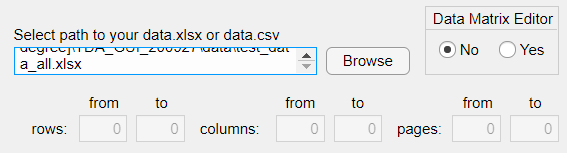 Data Matrix Editor
Select path to your data.xlsx or data.csv
No Yes
degree]\TDA_GUI_200927\data\test_dat
a_all.xlsx
Browse
from to from to from to
rows: 0 0 columns: 0 0 pages: 0 0